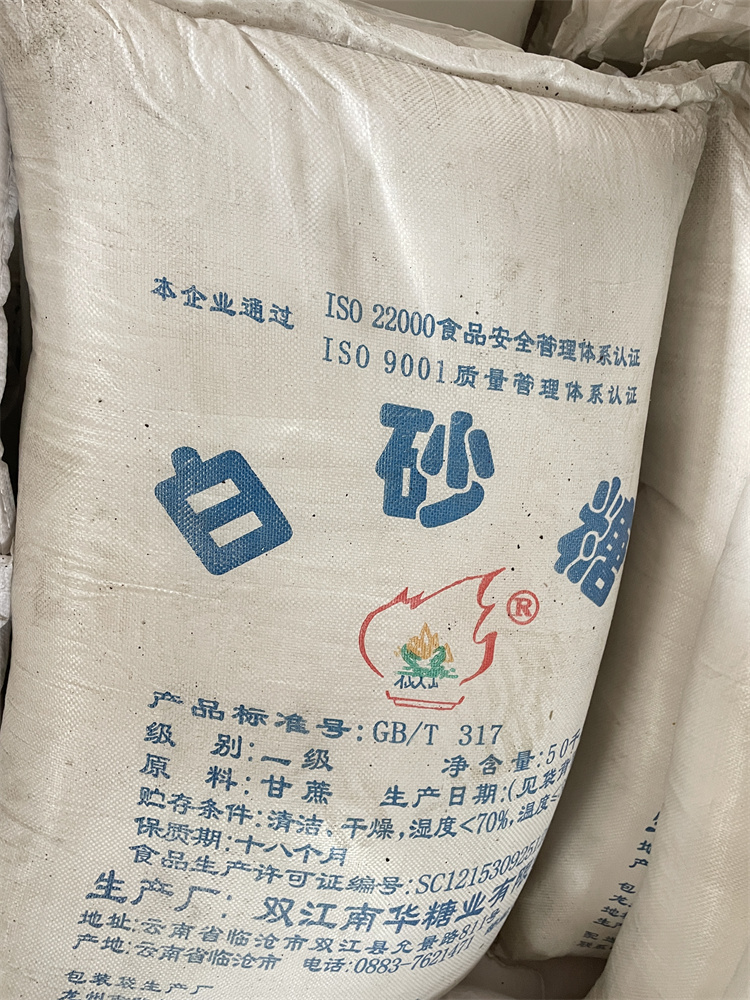 本企业通过 ISO 22000食品安全管理体系认证
ISO 9001质量管理体系认证
白砂糖
®
产品标准号:GB/T 317
级 别:一级 净含量:50
原 料:甘蔗 生产日期:(见袋
贮存条件:清洁、干燥,湿度<70%,温度≤
保质期:十八个月
食品生产许可证编号:SC121530925
生产厂:双江南华糖业有限
地址:云南省临沧市双江县允景路811号
产地:云南省临沧市 电话:0883-7621471
包装袋生产厂